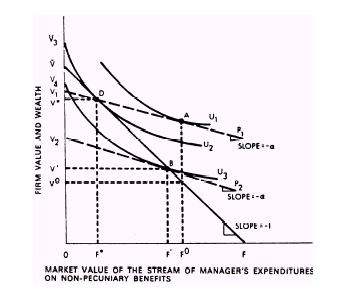 V₃
V̄
V₄
V₁
V*
V₂
V'
V⁰
FIRM VALUE AND WEALTH
D
A
U₁
P₁
SLOPE=-α
U₂
B
U₃
P₂
SLOPE=-α
SLOPE=-1
0
F*
F'
F⁰
F̄
MARKET VALUE OF THE STREAM OF MANAGER'S EXPENDITURES
ON NON-PECUNIARY BENEFITS